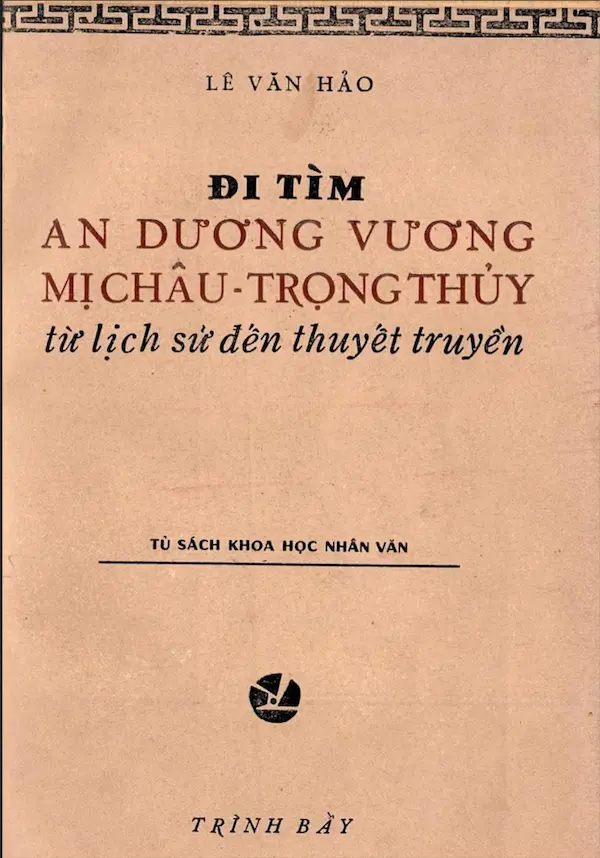 LÊ VĂN HẢO
ĐI TÌM
AN DƯƠNG VƯƠNG
MỊ CHÂU - TRỌNG THỦY
từ lịch sử đến thuyết truyền
TỦ SÁCH KHOA HỌC NHÂN VĂN
TRÌNH BẦY